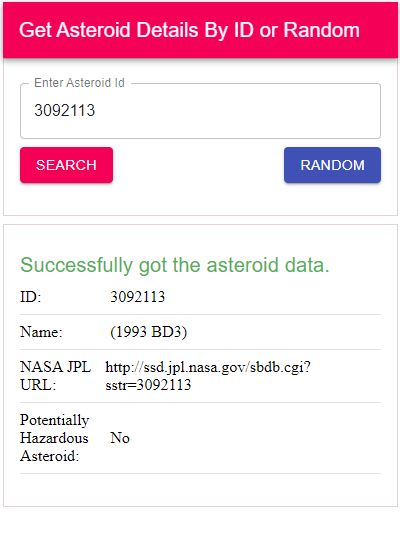 Get Asteroid Details By ID or Random
Enter Asteroid Id
3092113
SEARCH
RANDOM
Successfully got the asteroid data.
ID: 3092113
Name: (1993 BD3)
NASA JPL URL: http://ssd.jpl.nasa.gov/sbdb.cgi?
sstr=3092113
Potentially
Hazardous
Asteroid: No